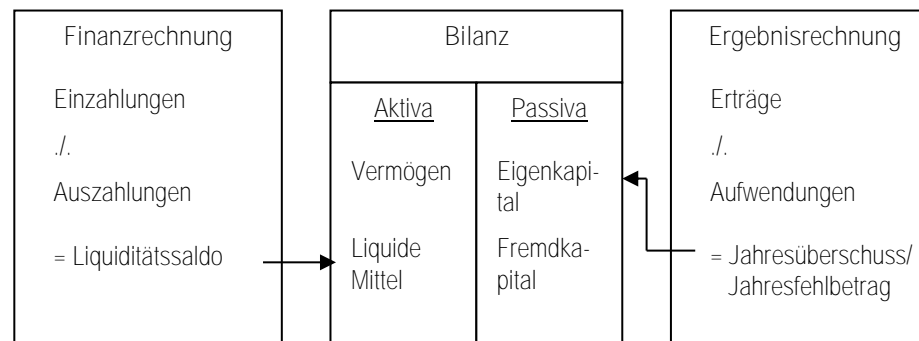 Finanzrechnung
Einzahlungen
./.
Auszahlungen
= Liquiditätssaldo
Bilanz
Aktiva
Vermögen
Liquide
Mittel
Passiva
Eigenkapi-
tal
Fremdka-
pital
Ergebnisrechnung
Erträge
./.
Aufwendungen
= Jahresüberschuss/
Jahresfehlbetrag